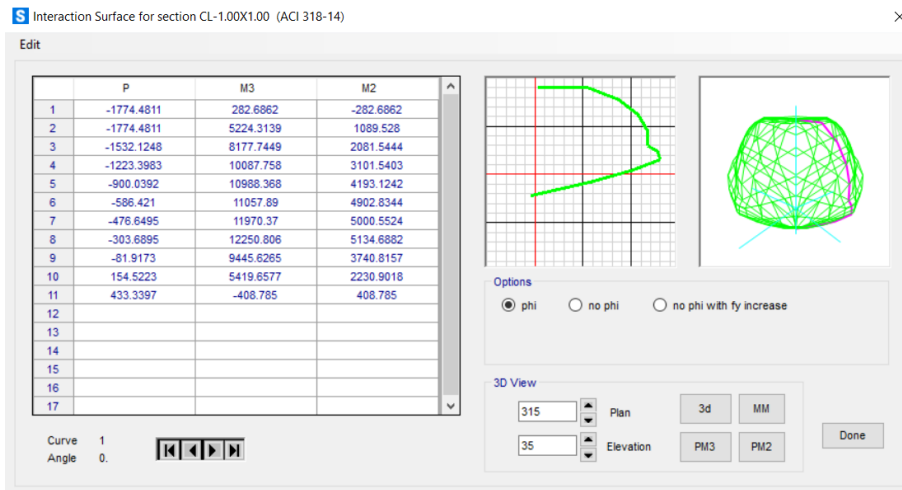 S Interaction Surface for section CL-1.00X1.00 (ACI 318-14)
Edit
P M3 M2
1 -1774.4811 282.6862 -282.6862
2 -1774.4811 5224.3139 1089.528
3 -1532.1248 8177.7449 2081.5444
4 -1223.3983 10087.758 3101.5403
5 -900.0392 10988.368 4193.1242
6 -586.421 11057.89 4902.8344
7 -476.6495 11970.37 5000.5524
8 -303.6895 12250.806 5134.6882
9 -81.9173 9445.6265 3740.8157
10 154.5223 5419.6577 2230.9018
11 433.3397 -408.785 408.785
12
13
14
15
16
17
Curve 1
Angle 0.
Options
phi no phi no phi with fy increase
3D View
315 Plan 3d MM
35 Elevation PM3 PM2
Done